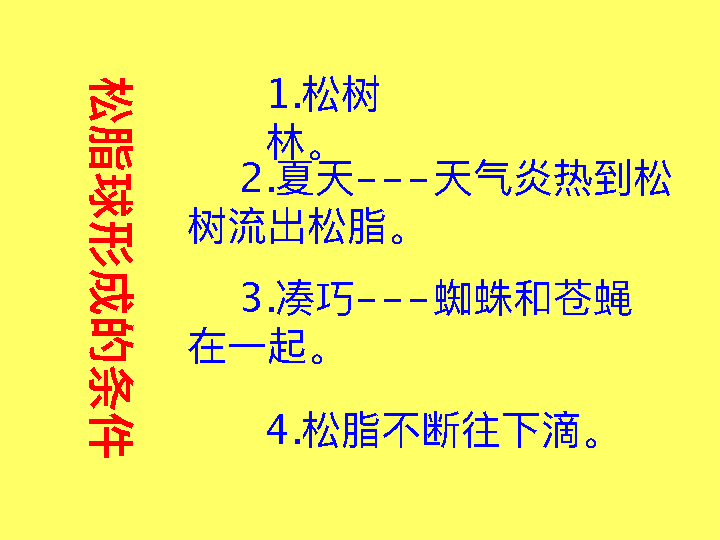 松脂球形成的条件
1.松树
林。
2.夏天---天气炎热到松
树流出松脂。
3.凑巧---蜘蛛和苍蝇
在一起。
4.松脂不断往下滴。